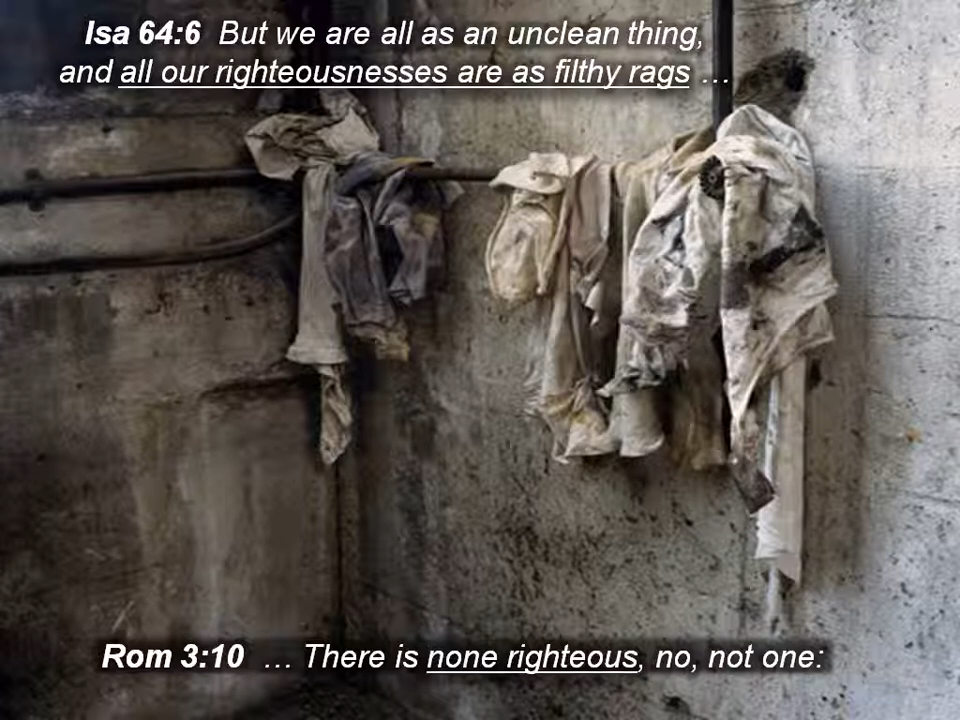 Isa 64:6 But we are all as an unclean thing,
and all our righteousnesses are as filthy rags …
Rom 3:10 … There is none righteous, no, not one: